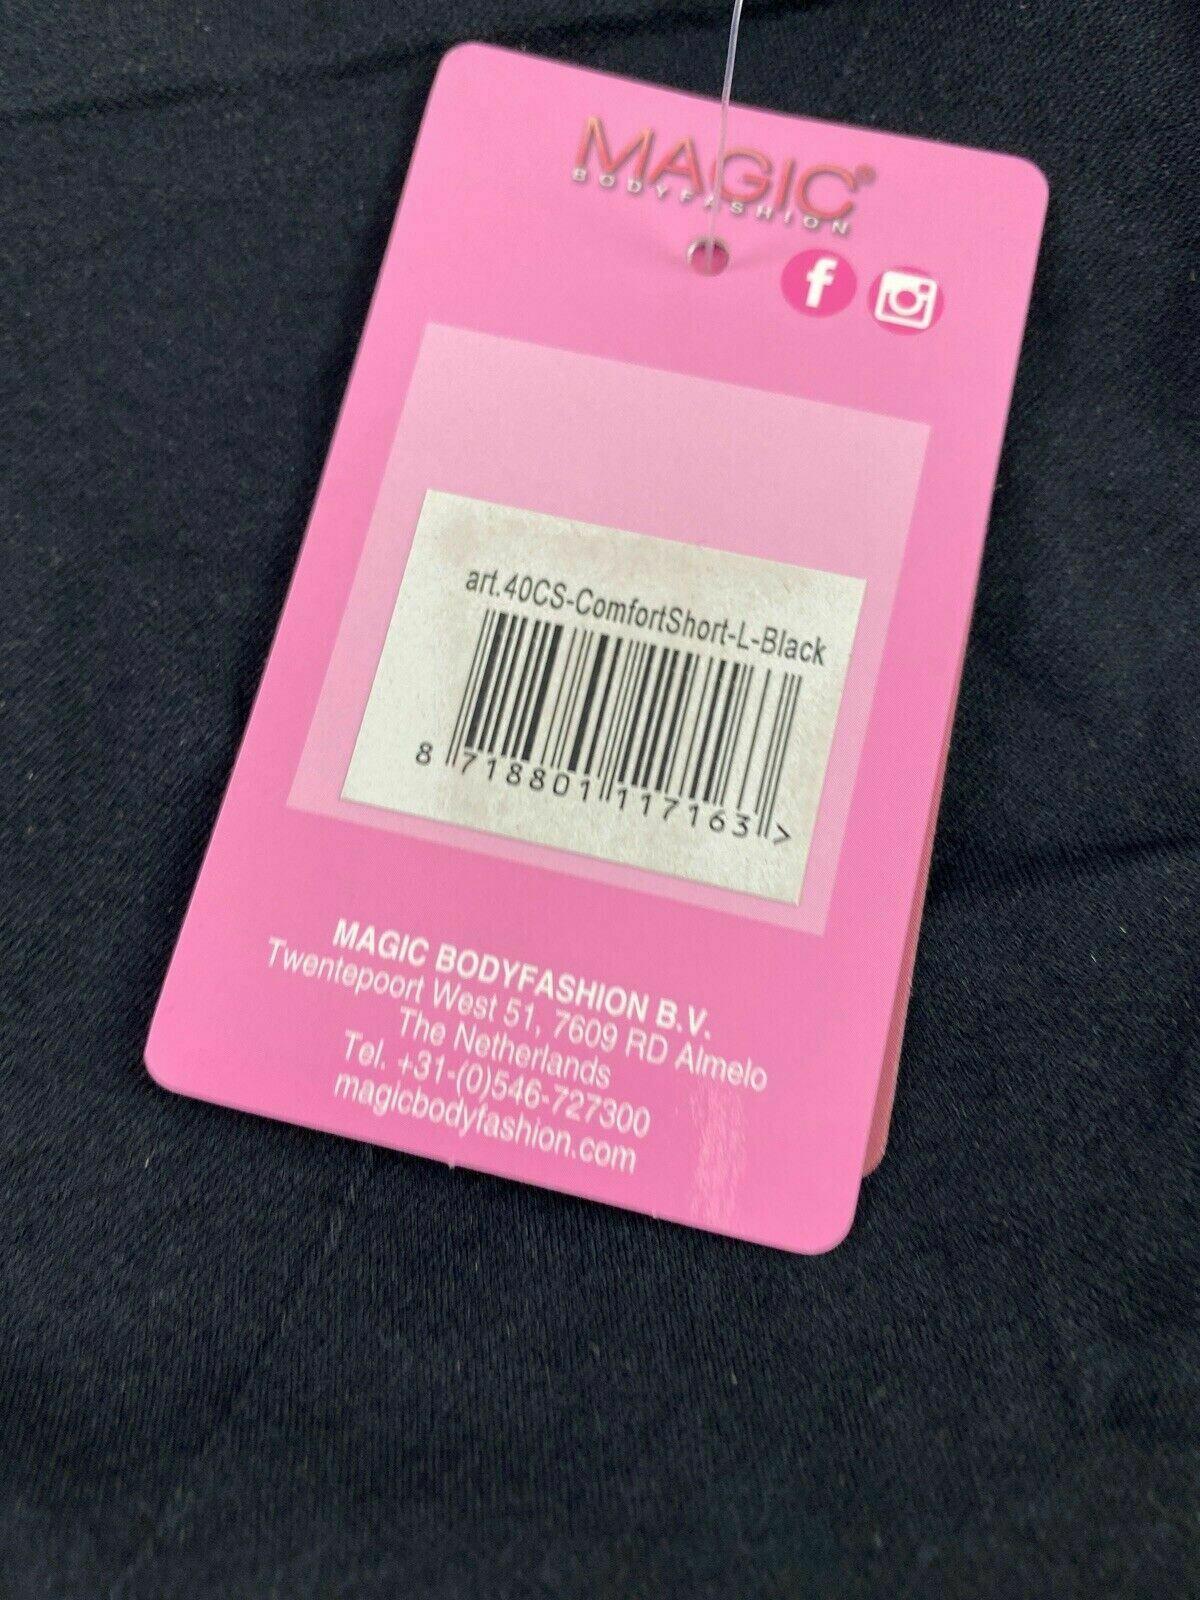 MAGIC®
BODYFASHION
f
art.40CS-ComfortShort-L-Black
8 718801 117163 >
MAGIC BODYFASHION B.V.
Twentepoort West 51, 7609 RD Almelo
The Netherlands
Tel. +31-(0)546-727300
magicbodyfashion.com